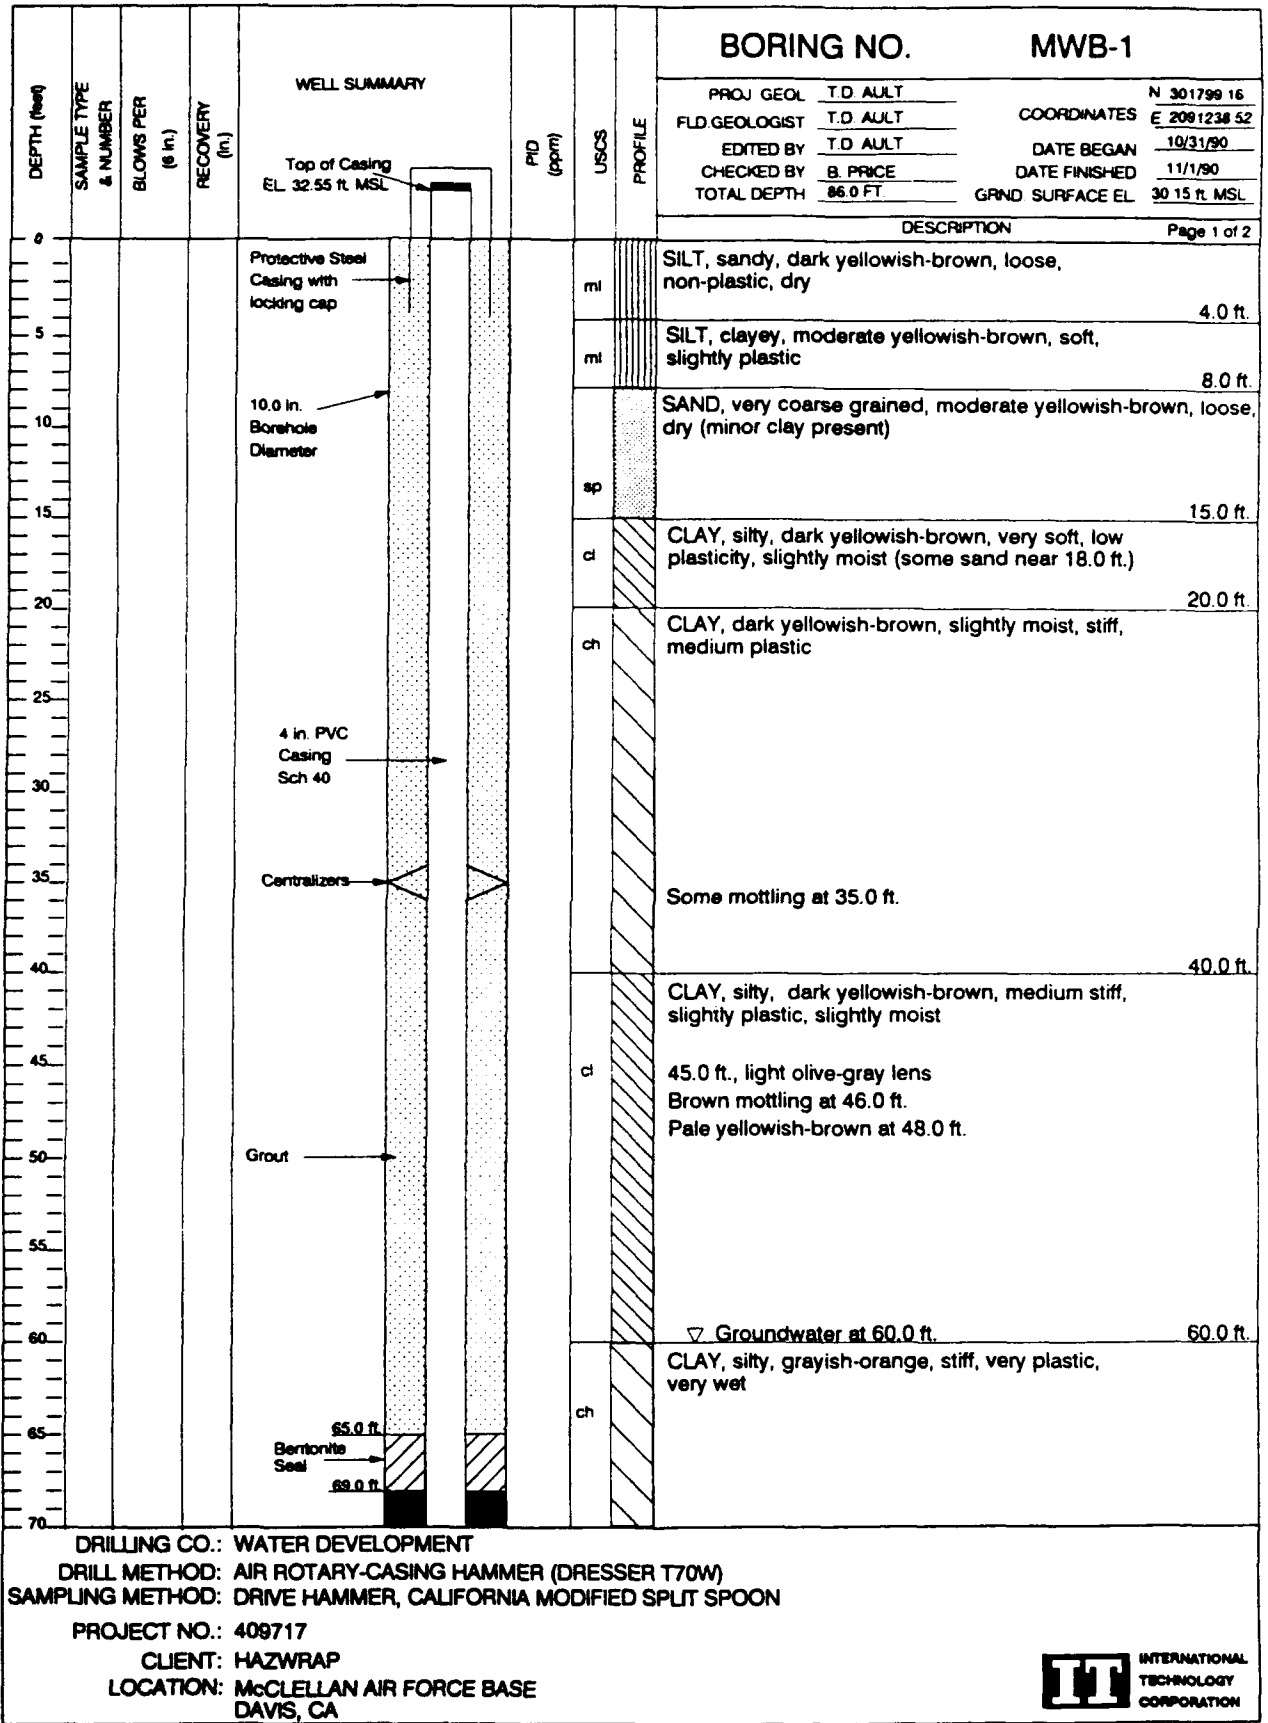 BORING NO. MWB-1
PROJ GEOL T.D. AULT N 301799 16
FLD.GEOLOGIST T.D. AULT COORDINATES E 2091238 52
EDITED BY T.D AULT DATE BEGAN 10/31/90
CHECKED BY B. PRICE DATE FINISHED 11/1/90
TOTAL DEPTH 86.0 FT. GRND SURFACE EL 30 15 ft. MSL
DEPTH (feet)
SAMPLE TYPE
& NUMBER
BLOWS PER
(6 in.)
RECOVERY
(in.)
WELL SUMMARY
PID
(ppm)
USCS
PROFILE
DESCRIPTION Page 1 of 2
Top of Casing
EL. 32.55 ft. MSL
0
5
10
15
20
25
30
35
40
45
50
55
60
65
70
Protective Steel
Casing with
locking cap
10.0 in.
Borehole
Diameter
4 in. PVC
Casing
Sch 40
Centralizers
Grout
65.0 ft.
Bentonite
Seal
69.0 ft
ml
SILT, sandy, dark yellowish-brown, loose,
non-plastic, dry
4.0 ft.
ml
SILT, clayey, moderate yellowish-brown, soft,
slightly plastic
8.0 ft.
SAND, very coarse grained, moderate yellowish-brown, loose,
dry (minor clay present)
sp
15.0 ft.
cl
CLAY, silty, dark yellowish-brown, very soft, low
plasticity, slightly moist (some sand near 18.0 ft.)
20.0 ft.
ch
CLAY, dark yellowish-brown, slightly moist, stiff,
medium plastic
Some mottling at 35.0 ft.
40.0 ft.
CLAY, silty, dark yellowish-brown, medium stiff,
slightly plastic, slightly moist
cl
45.0 ft., light olive-gray lens
Brown mottling at 46.0 ft.
Pale yellowish-brown at 48.0 ft.
▽ Groundwater at 60.0 ft. 60.0 ft.
CLAY, silty, grayish-orange, stiff, very plastic,
very wet
ch
DRILLING CO.: WATER DEVELOPMENT
DRILL METHOD: AIR ROTARY-CASING HAMMER (DRESSER T70W)
SAMPLING METHOD: DRIVE HAMMER, CALIFORNIA MODIFIED SPLIT SPOON
PROJECT NO.: 409717
CLIENT: HAZWRAP
LOCATION: McCLELLAN AIR FORCE BASE
DAVIS, CA
IT INTERNATIONAL
TECHNOLOGY
CORPORATION